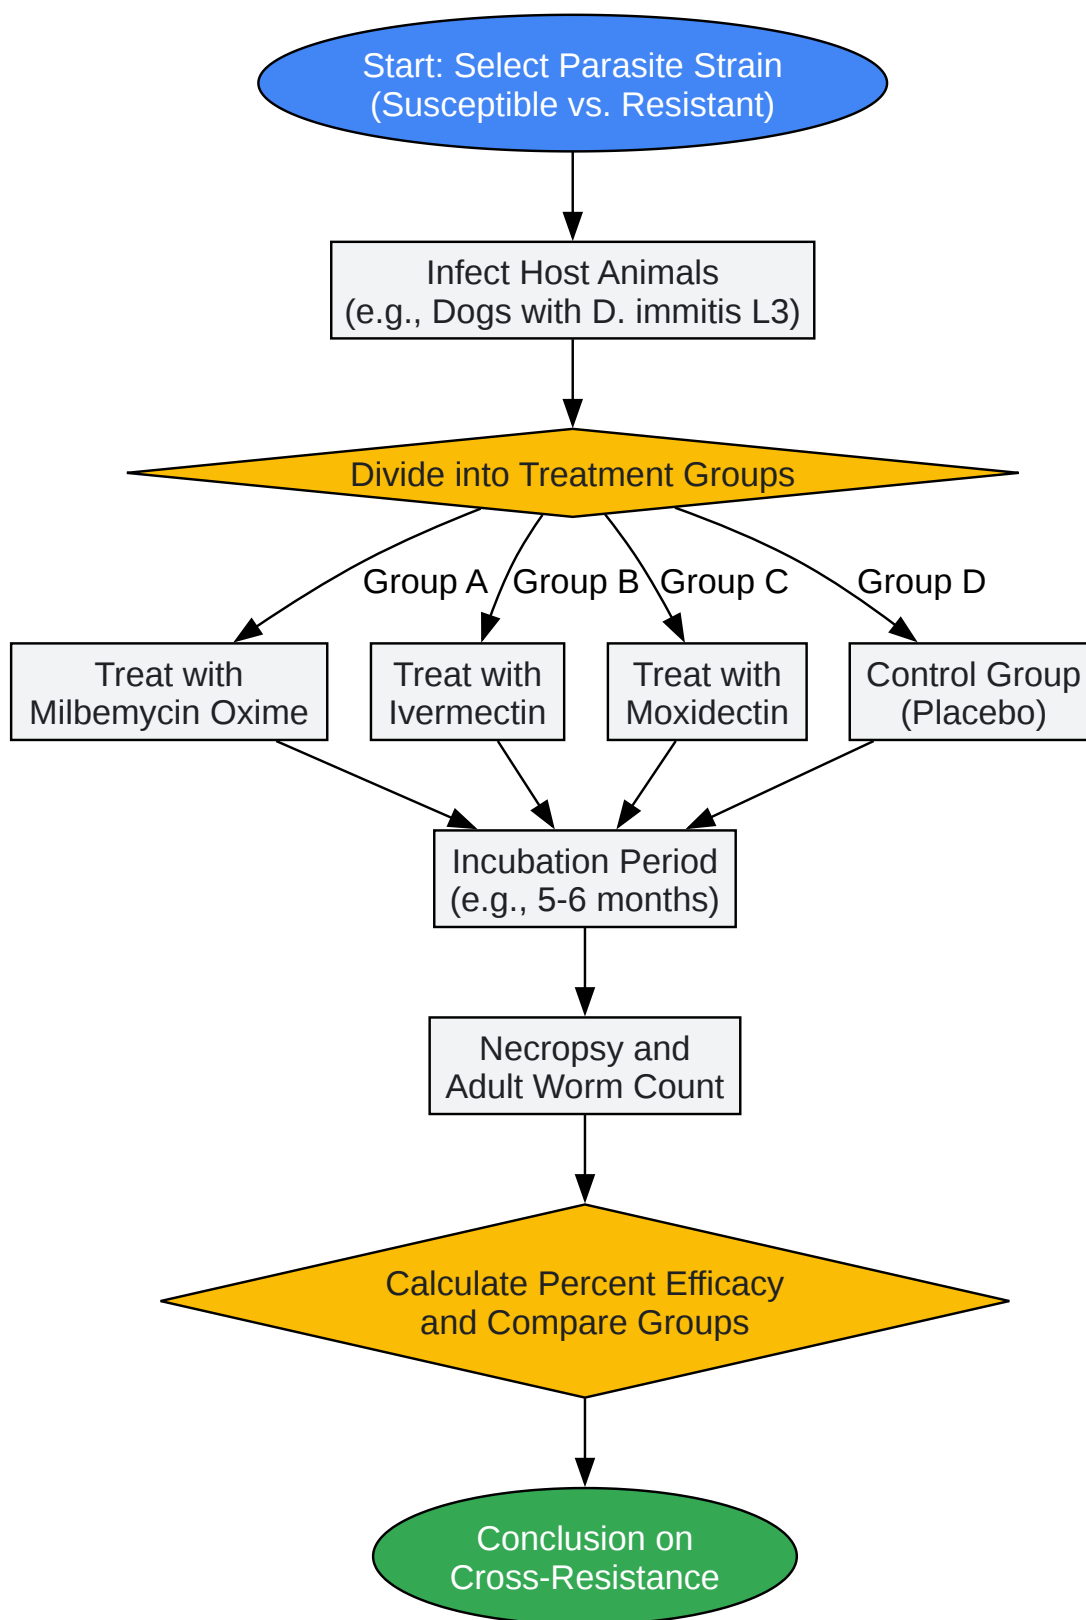 Start: Select Parasite Strain
(Susceptible vs. Resistant)
Infect Host Animals
(e.g., Dogs with D. immitis L3)
Divide into Treatment Groups
Group A
Group B
Group C
Group D
Treat with
Milbemycin Oxime
Treat with
Ivermectin
Treat with
Moxidectin
Control Group
(Placebo)
Incubation Period
(e.g., 5-6 months)
Necropsy and
Adult Worm Count
Calculate Percent Efficacy
and Compare Groups
Conclusion on
Cross-Resistance